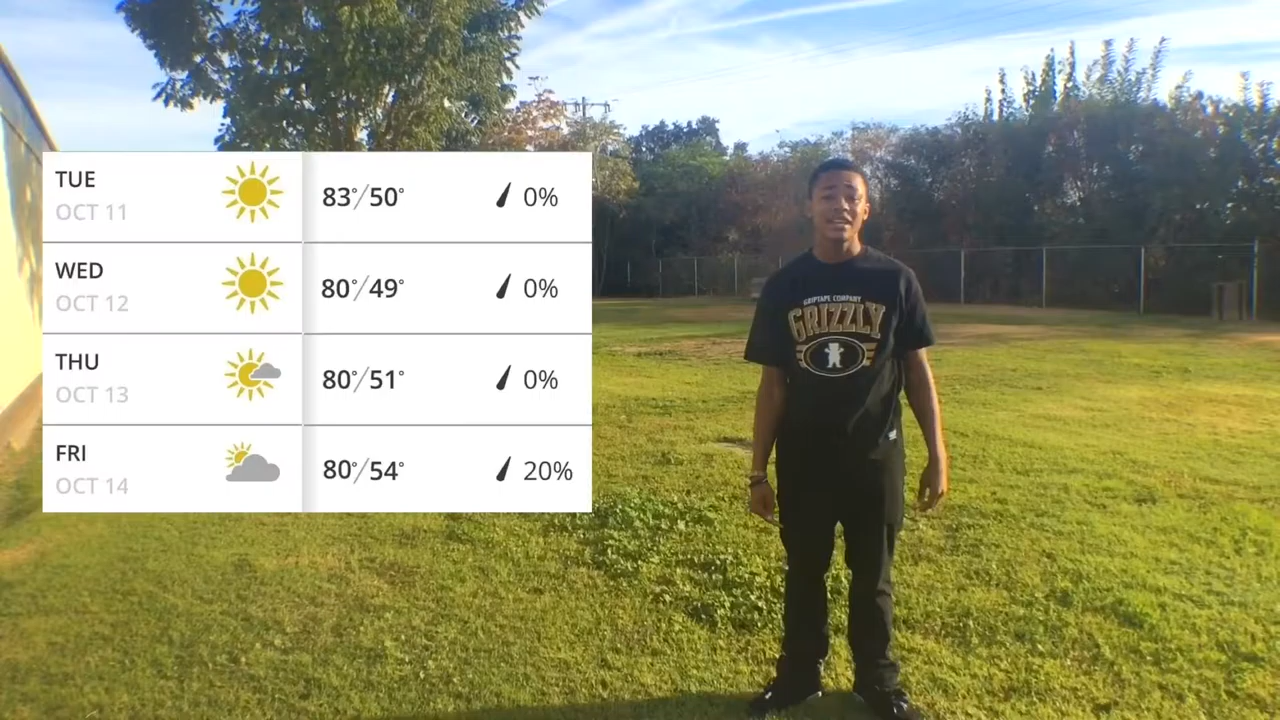 TUE
OCT 11
83°/50°
0%
WED
OCT 12
80°/49°
0%
THU
OCT 13
80°/51°
0%
FRI
OCT 14
80°/54°
20%
GRIPTAPE COMPANY
GRIZZLY